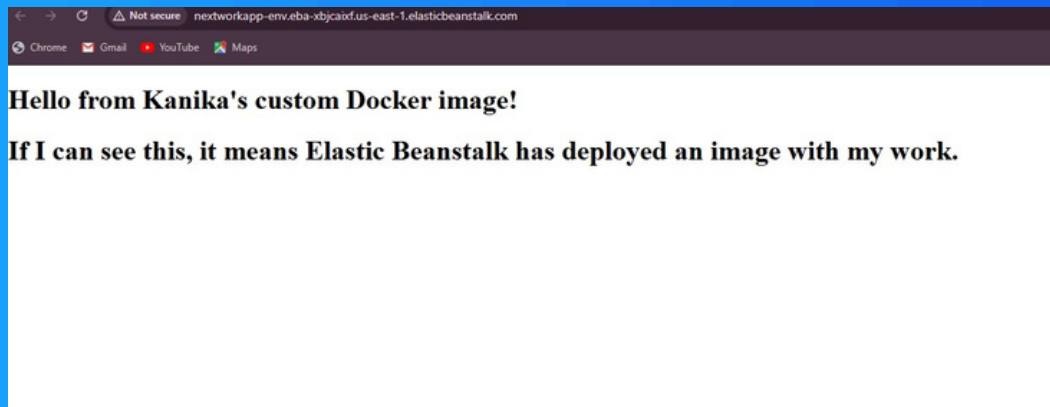 Not secure nextworkapp-env.eba-xbjcaixf.us-east-1.elasticbeanstalk.com
Chrome Gmail YouTube Maps
Hello from Kanika's custom Docker image!
If I can see this, it means Elastic Beanstalk has deployed an image with my work.